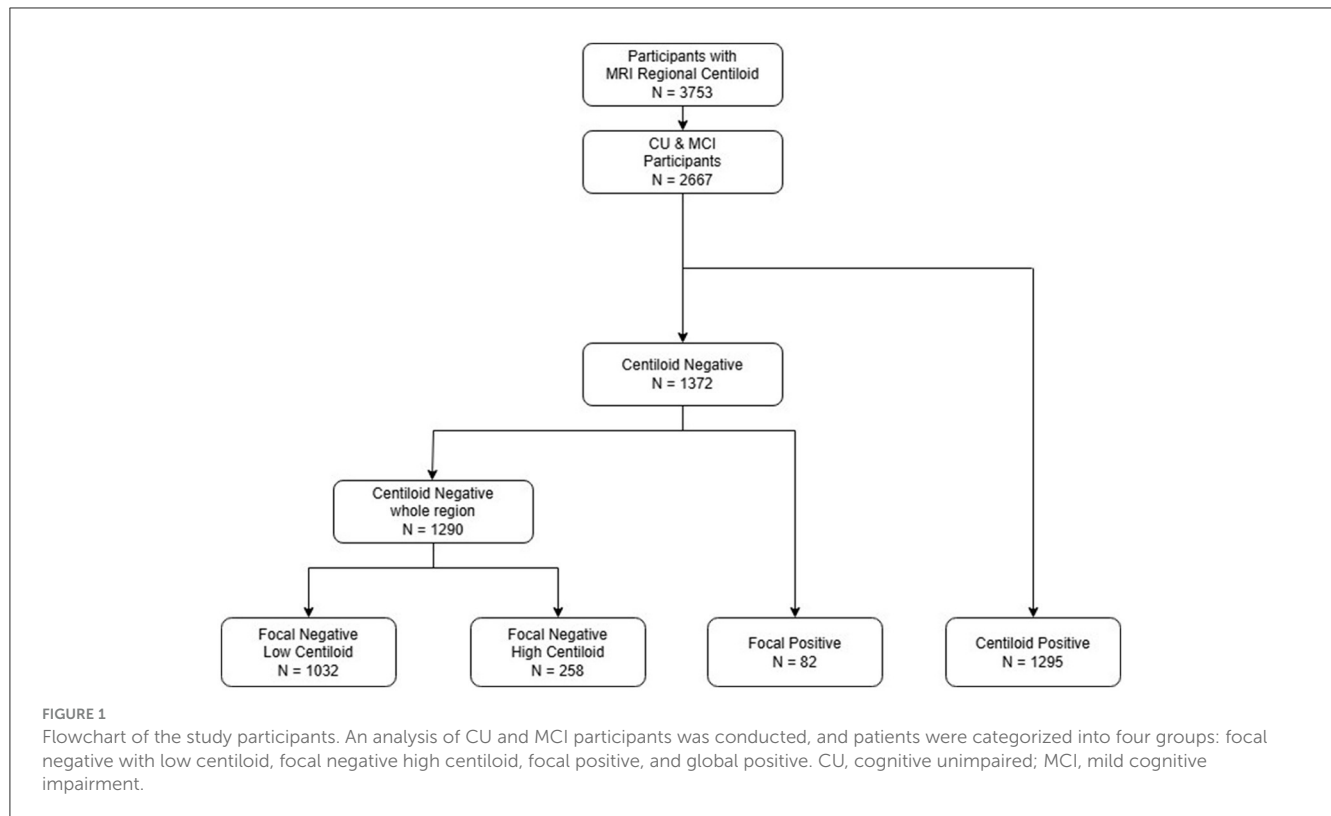 Participants with
MRI Regional Centiloid
N = 3753
CU & MCI
Participants
N = 2667
Centiloid Negative
N = 1372
Centiloid Negative
whole region
N = 1290
Focal Negative
Low Centiloid
N = 1032
Focal Negative
High Centiloid
N = 258
Focal Positive
N = 82
Centiloid Positive
N = 1295
FIGURE 1
Flowchart of the study participants. An analysis of CU and MCI participants was conducted, and patients were categorized into four groups: focal
negative with low centiloid, focal negative high centiloid, focal positive, and global positive. CU, cognitive unimpaired; MCI, mild cognitive
impairment.